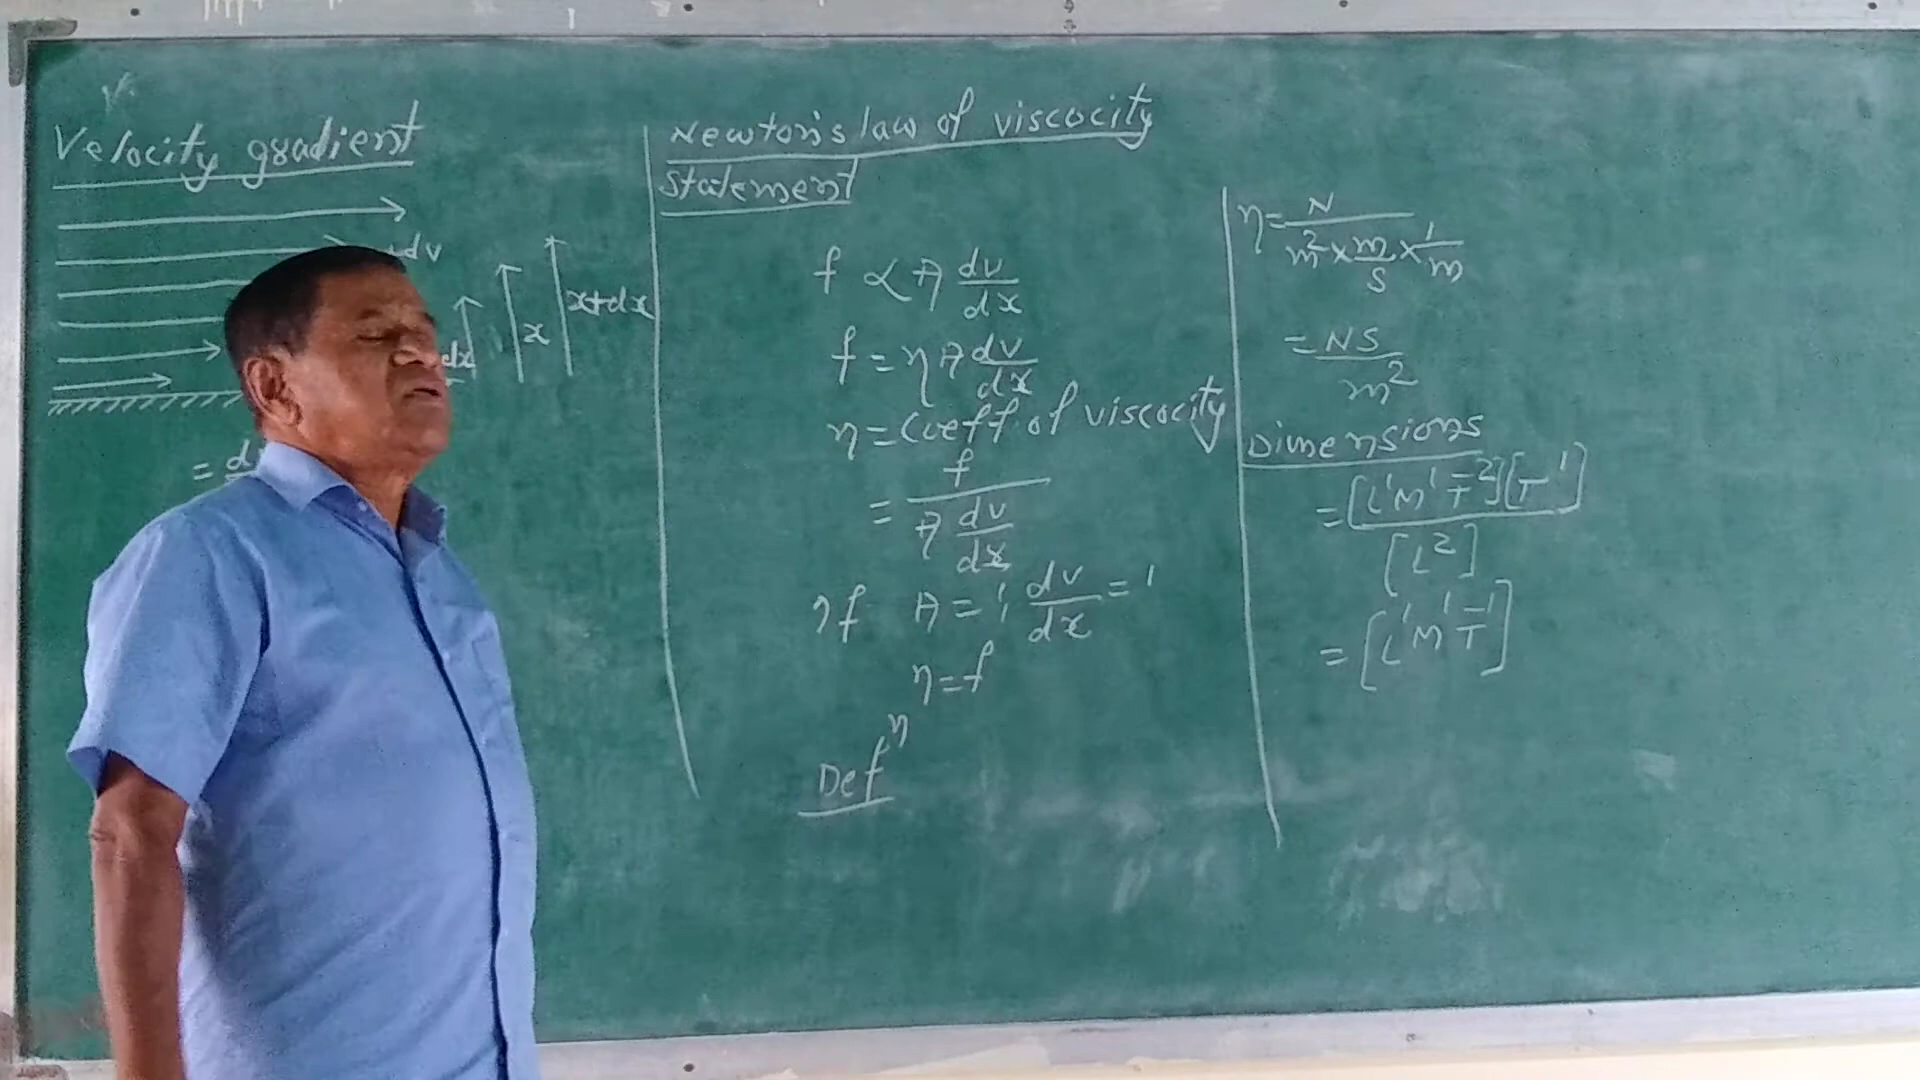 Velocity gradient
+dv
x+dx
x
dx
= d
Newton's law of viscocity
Statement
f ∝ A dv/dx
f = η A dv/dx
η = Coeff. of viscocity
= f / (A dv/dx)
If A = 1, dv/dx = 1
η = f
Defⁿ
η = N / (m² × m/s × 1/m)
= NS / m²
Dimensions
= [L¹M¹T⁻²][T¹] / [L²]
= [L¹M¹T⁻¹]